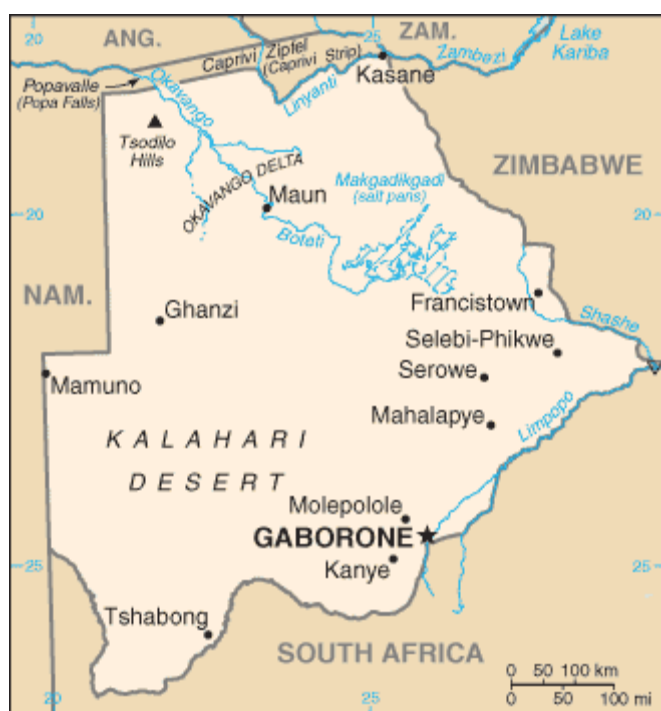 20
ANG.
25
ZAM.
Lake
Kariba
Caprivi Zipfel
(Caprivi Strip)
Zambezi
Kasane
Popavalle
(Popa Falls)
Okavango
Linyanti
Tsodilo
Hills
ZIMBABWE
OKAVANGO DELTA
Makgadikgadi
(salt pans)
20
Maun
20
Boteti
NAM.
Ghanzi
Francistown
Shashe
Selebi-Phikwe
Serowe
Mamuno
Mahalapye
Limpopo
KALAHARI
DESERT
Molepolole
GABORONE
25
Kanye
25
Tshabong
SOUTH AFRICA
0 50 100 km
0 50 100 mi
20
25